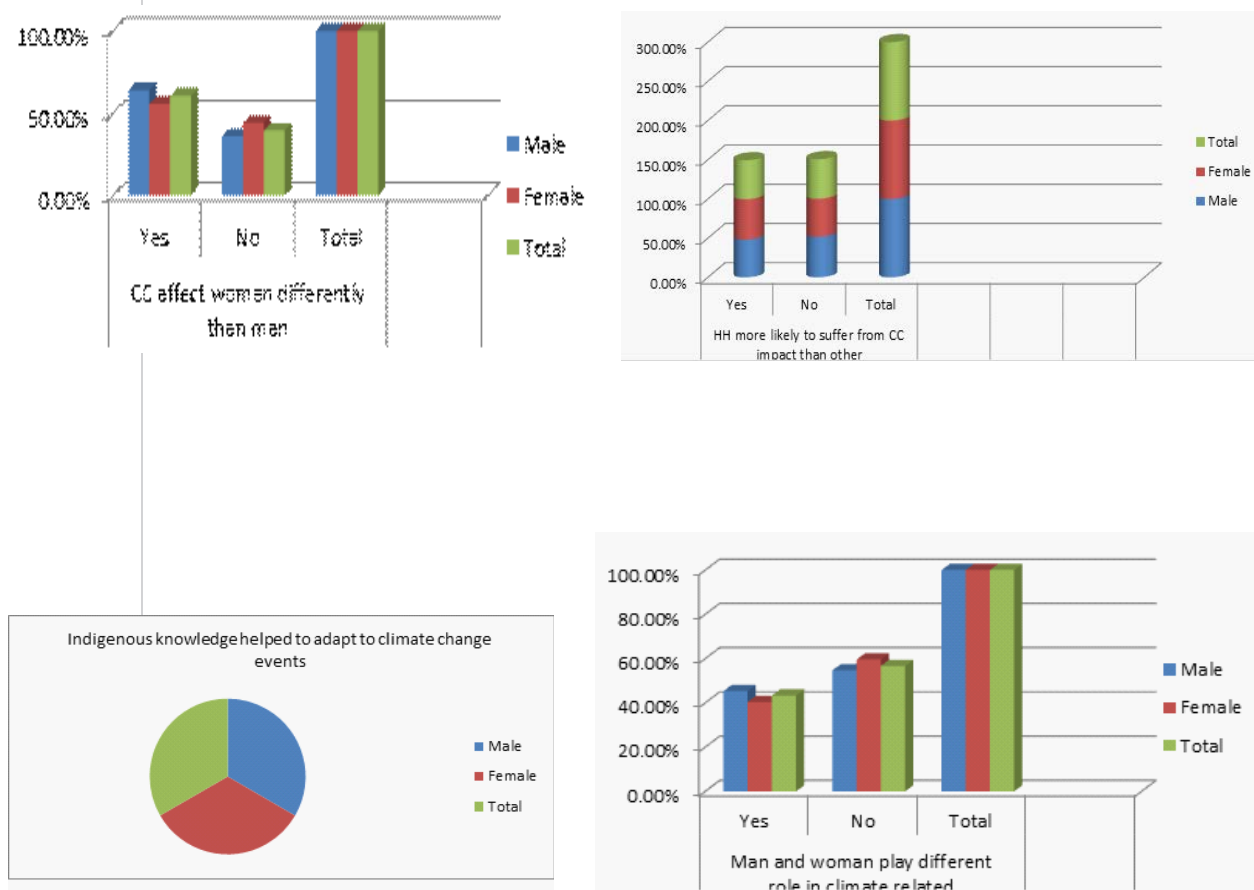 100.00%
50.00%
0.00%
Yes
No
Total
CC affect woman differently
than man
Male
Female
Total
300.00%
250.00%
200.00%
150.00%
100.00%
50.00%
0.00%
Yes
No
Total
HH more likely to suffer from CC
impact than other
Total
Female
Male
Indigenous knowledge helped to adapt to climate change
events
Male
Female
Total
100.00%
80.00%
60.00%
40.00%
20.00%
0.00%
Yes
No
Total
Man and woman play different
role in climate related
Male
Female
Total